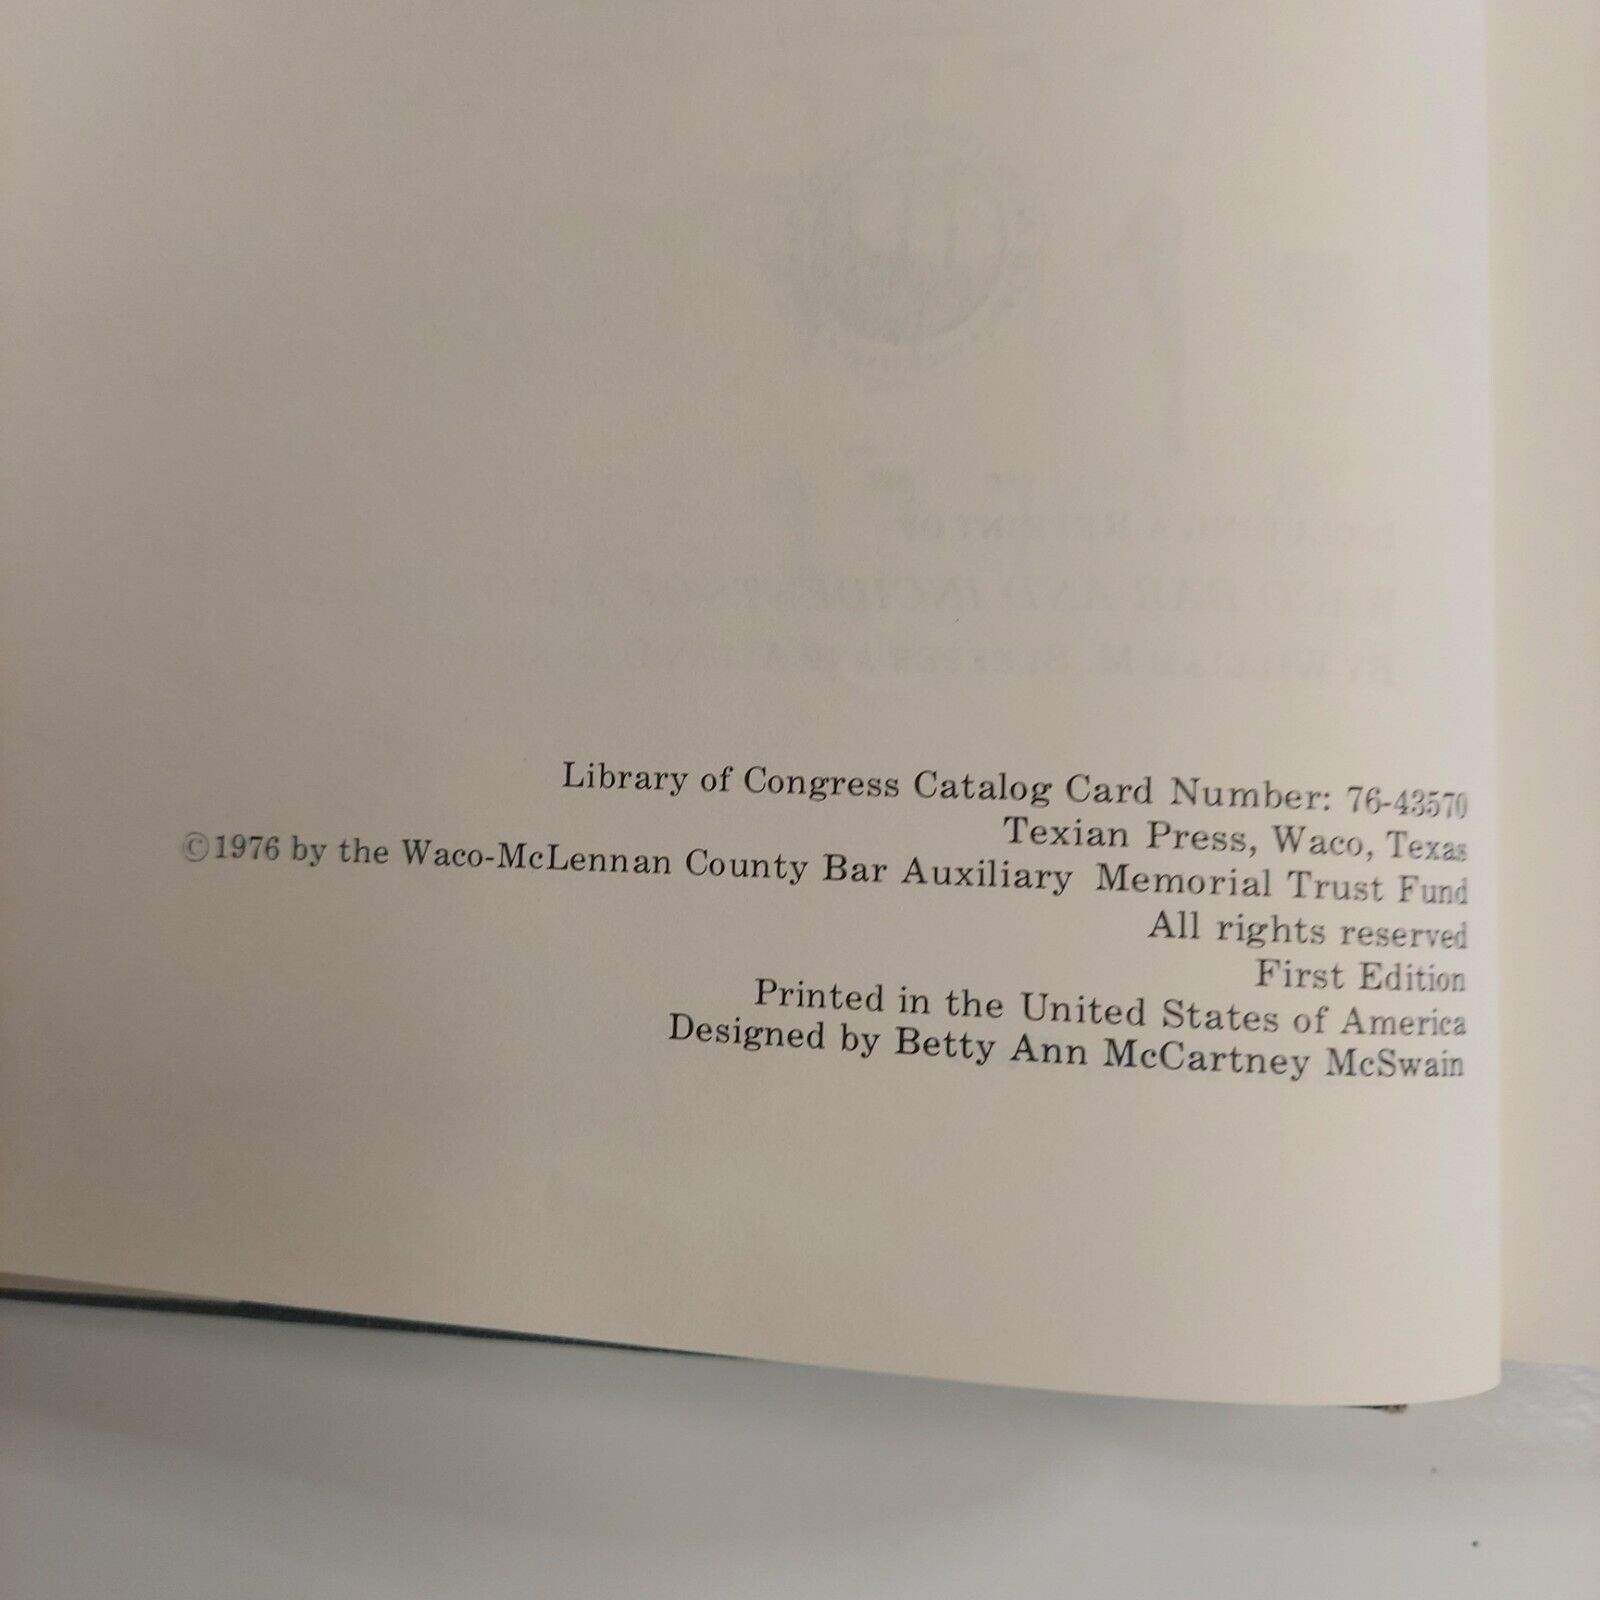 Library of Congress Catalog Card Number: 76-43570
Texian Press, Waco, Texas
©1976 by the Waco-McLennan County Bar Auxiliary Memorial Trust Fund
All rights reserved
First Edition
Printed in the United States of America
Designed by Betty Ann McCartney McSwain